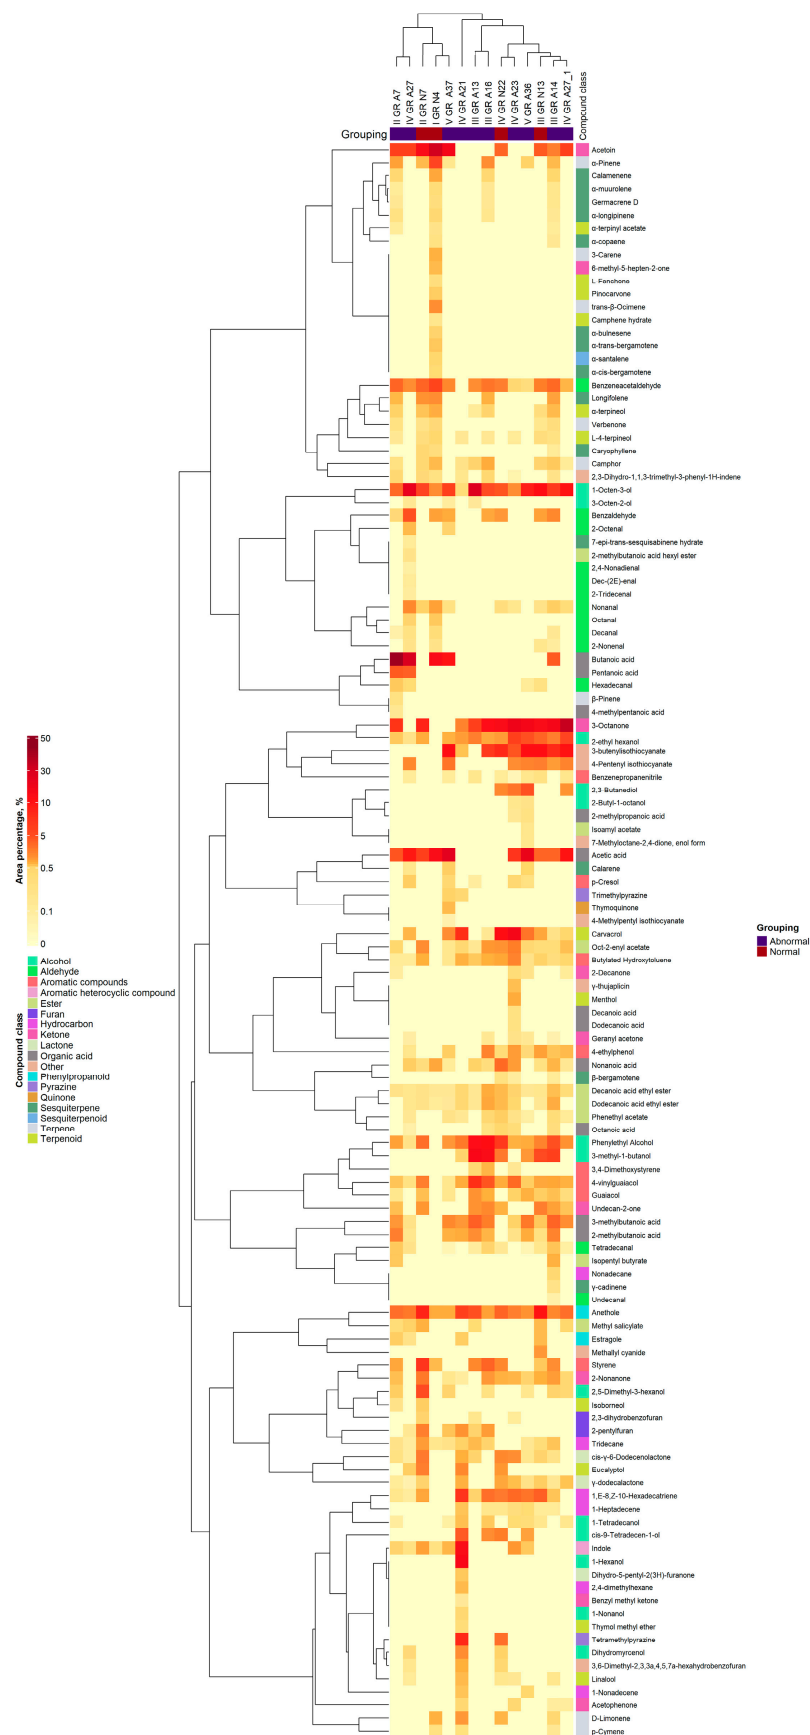 II GR A7
IV GR A27
II GR N7
I GR N4
V GR A37
IV GR A21
III GR A13
III GR A16
IV GR N22
IV GR A23
V GR A36
III GR N13
III GR A14
IV GR A27_1
Compound class
Grouping
Acetoin
α-Pinene
Calamenene
α-muurolene
Germacrene D
α-longipinene
α-terpinyl acetate
α-copaene
3-Carene
6-methyl-5-hepten-2-one
L-Fenchone
Pinocarvone
trans-β-Ocimene
Camphene hydrate
α-bulnesene
α-trans-bergamotene
α-santalene
α-cis-bergamotene
Benzeneacetaldehyde
Longifolene
α-terpineol
Verbenone
L-4-terpineol
Caryophyllene
Camphor
2,3-Dihydro-1,1,3-trimethyl-3-phenyl-1H-indene
1-Octen-3-ol
3-Octen-2-ol
Benzaldehyde
2-Octenal
7-epi-trans-sesquisabinene hydrate
2-methylbutanoic acid hexyl ester
2,4-Nonadienal
Dec-(2E)-enal
2-Tridecenal
Nonanal
Octanal
Decanal
2-Nonenal
Butanoic acid
Pentanoic acid
Hexadecanal
β-Pinene
4-methylpentanoic acid
3-Octanone
2-ethyl hexanol
3-butenylisothiocyanate
4-Pentenyl isothiocyanate
Benzenepropanenitrile
2,3-Butanediol
2-Butyl-1-octanol
2-methylpropanoic acid
Isoamyl acetate
7-Methyloctane-2,4-dione, enol form
Acetic acid
Calarene
p-Cresol
Trimethylpyrazine
Thymoquinone
4-Methylpentyl isothiocyanate
Carvacrol
Oct-2-enyl acetate
Butylated Hydroxytoluene
2-Decanone
γ-thujaplicin
Menthol
Decanoic acid
Dodecanoic acid
Geranyl acetone
4-ethylphenol
Nonanoic acid
β-bergamotene
Decanoic acid ethyl ester
Dodecanoic acid ethyl ester
Phenethyl acetate
Octanoic acid
Phenylethyl Alcohol
3-methyl-1-butanol
3,4-Dimethoxystyrene
4-vinylguaiacol
Guaiacol
Undecan-2-one
3-methylbutanoic acid
2-methylbutanoic acid
Tetradecanal
Isopentyl butyrate
Nonadecane
γ-cadinene
Undecanal
Anethole
Methyl salicylate
Estragole
Methallyl cyanide
Styrene
2-Nonanone
2,5-Dimethyl-3-hexanol
Isoborneol
2,3-dihydrobenzofuran
2-pentylfuran
Tridecane
cis-γ-6-Dodecenolactone
Eucalyptol
γ-dodecalactone
1,E-8,Z-10-Hexadecatriene
1-Heptadecene
1-Tetradecanol
cis-9-Tetradecen-1-ol
Indole
1-Hexanol
Dihydro-5-pentyl-2(3H)-furanone
2,4-dimethylhexane
Benzyl methyl ketone
1-Nonanol
Thymol methyl ether
Tetramethylpyrazine
Dihydromyrcenol
3,6-Dimethyl-2,3,3a,4,5,7a-hexahydrobenzofuran
Linalool
1-Nonadecene
Acetophenone
D-Limonene
p-Cymene
Area percentage, %
50
30
10
5
0.5
0.1
0
Compound class
Alcohol
Aldehyde
Aromatic compounds
Aromatic heterocyclic compound
Ester
Furan
Hydrocarbon
Ketone
Lactone
Organic acid
Other
Phenylpropanoid
Pyrazine
Quinone
Sesquiterpene
Sesquiterpenoid
Terpene
Terpenoid
Grouping
Abnormal
Normal